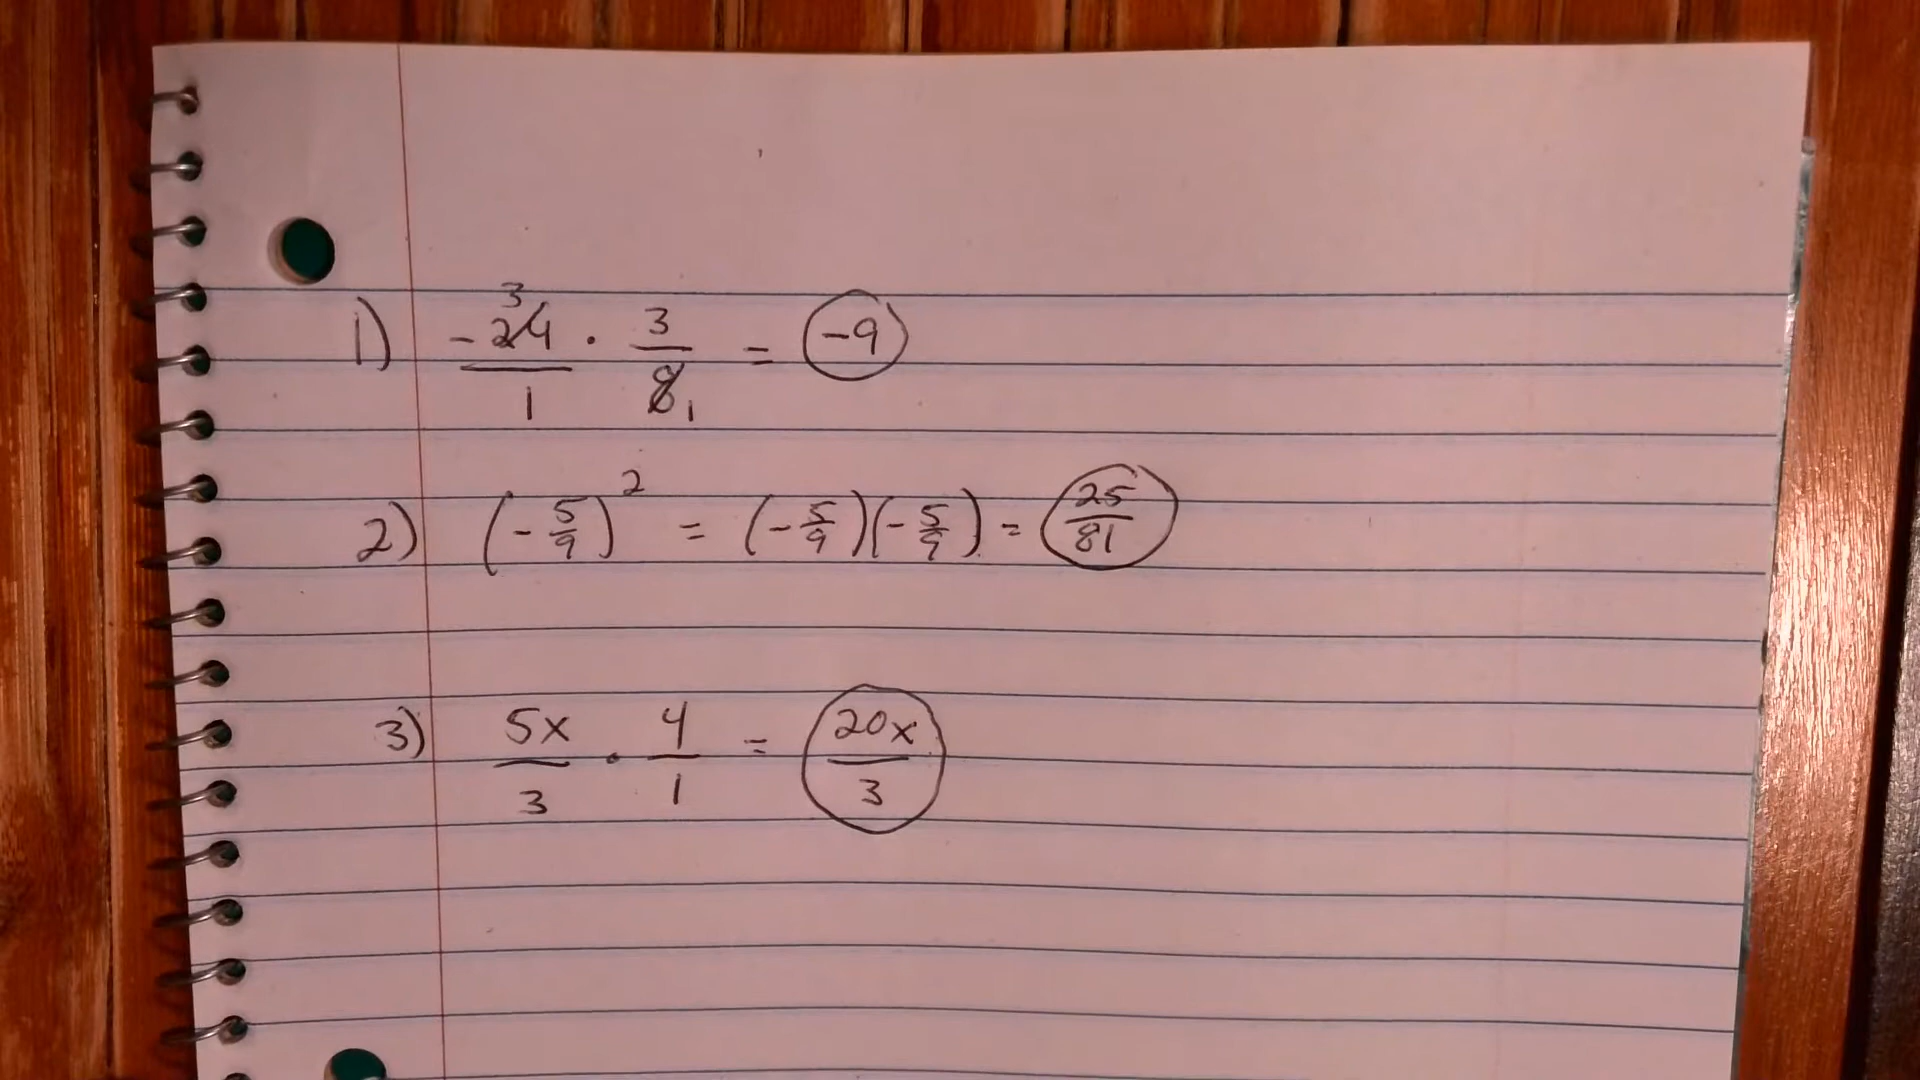 1) -24/1 · 3/8 = -9 3 1
2) (-5/9)² = (-5/9)(-5/9) = 25/81
3) 5x/3 · 4/1 = 20x/3